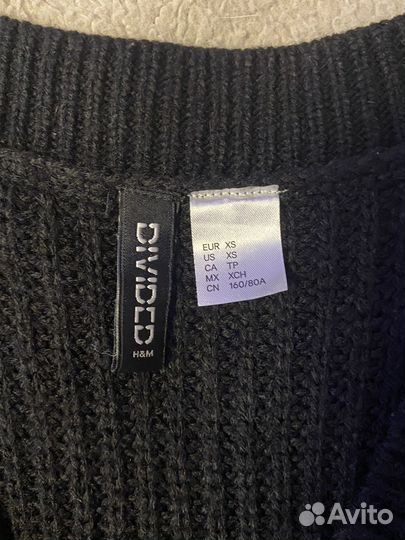 DIVIDED
H&M
EUR XS
US XS
CA TP
MX XCH
CN 160/80A
Avito